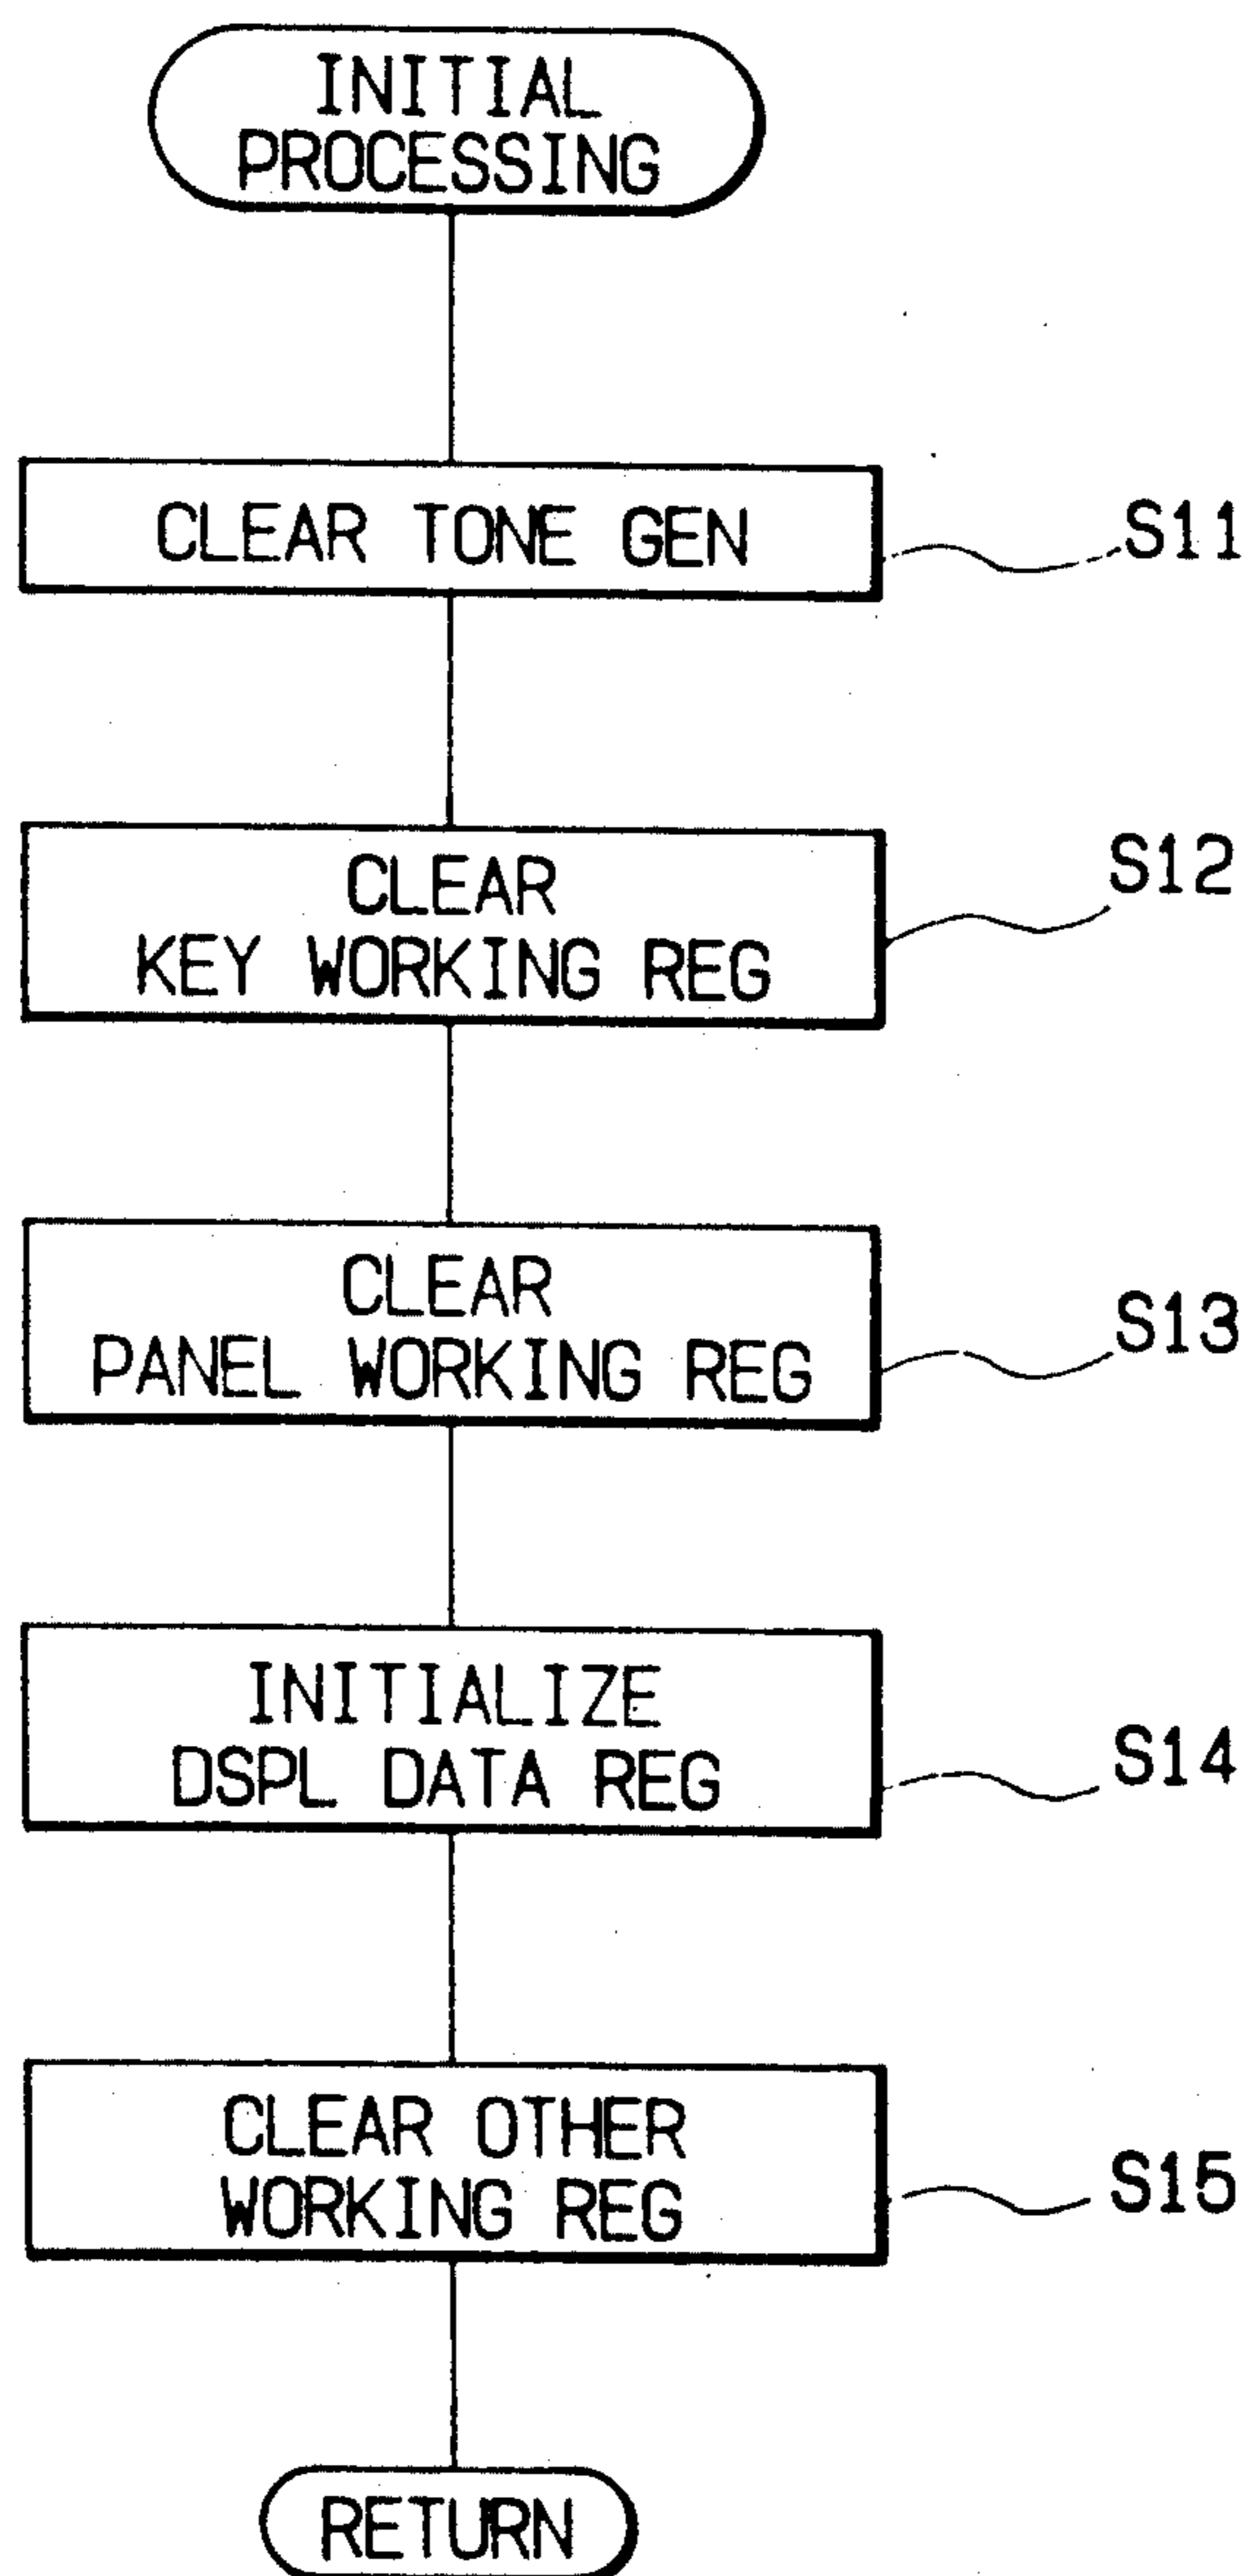 INITIAL
PROCESSING
CLEAR TONE GEN
S11
CLEAR
KEY WORKING REG
S12
CLEAR
PANEL WORKING REG
S13
INITIALIZE
DSPL DATA REG
S14
CLEAR OTHER
WORKING REG
S15
RETURN